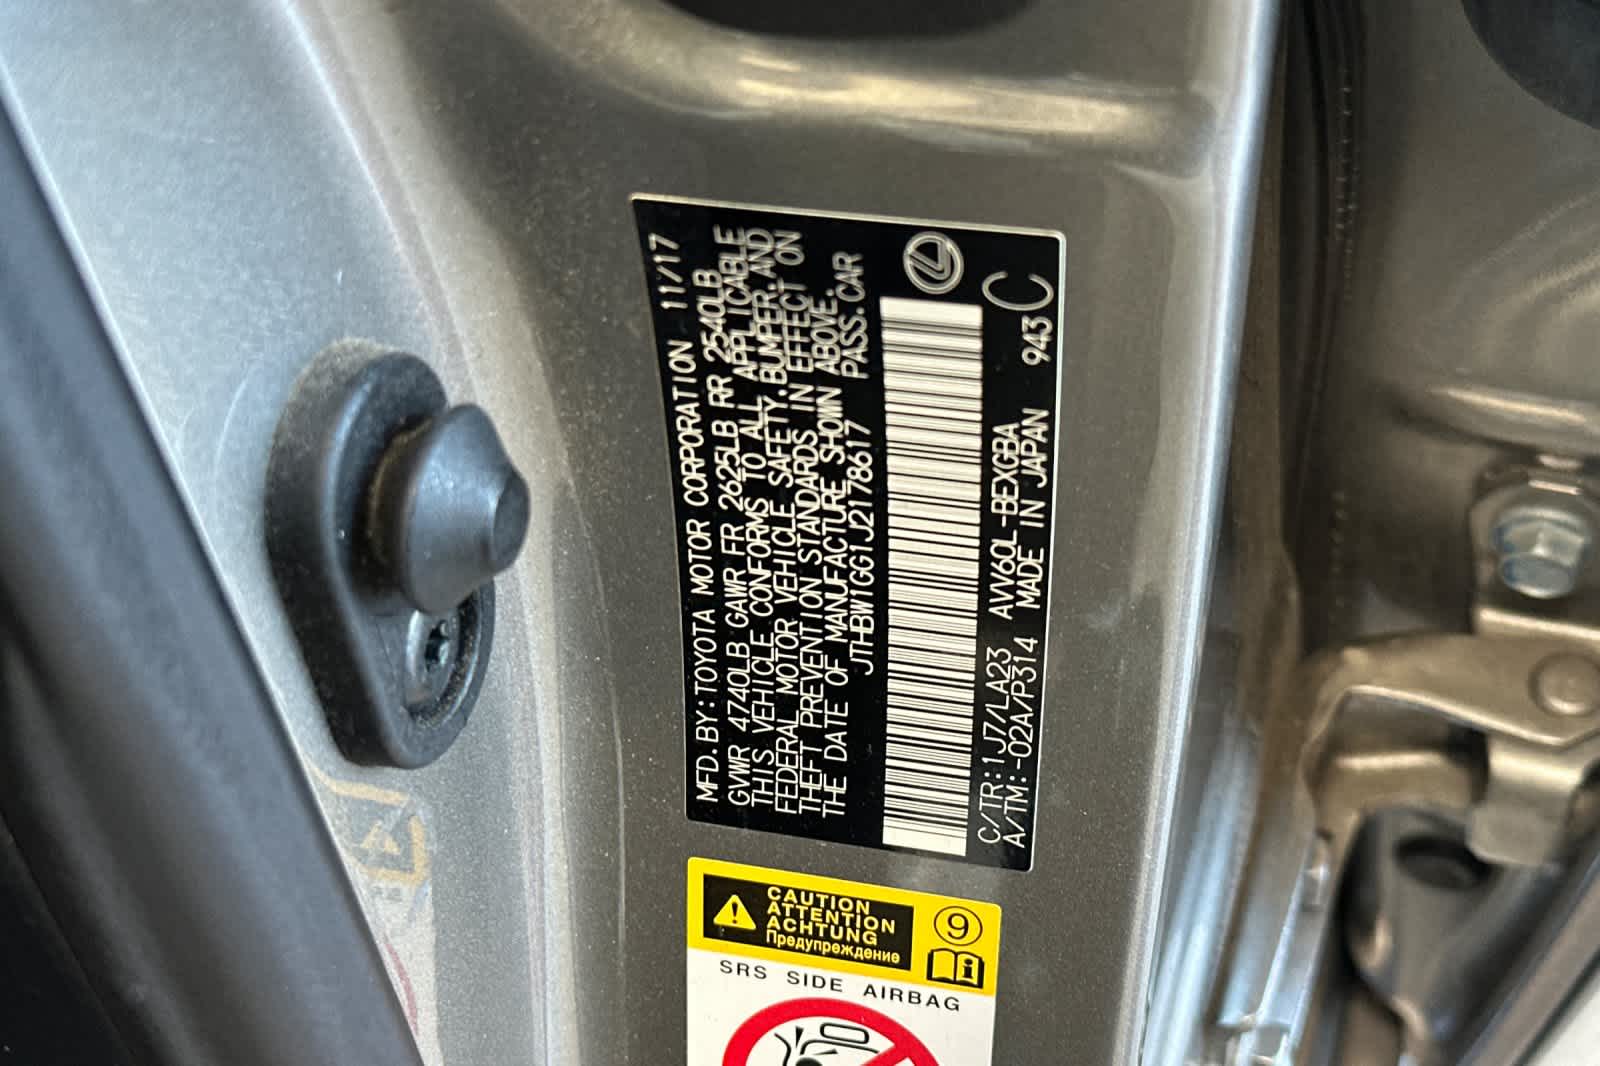 MFD.BY:TOYOTA MOTOR CORPORATION 11/17
GVWR 4740LB GAWR FR 2625LB RR 2540LB
THIS VEHICLE CONFORMS TO ALL APPLICABLE
FEDERAL MOTOR VEHICLE SAFETY,BUMPER,AND
THEFT PREVENTION STANDARDS IN EFFECT ON
THE DATE OF MANUFACTURE SHOWN ABOVE.
JTHBW1GG1J2178617 PASS.CAR
C/TR:1J7/LA23 AVV60L-BEXGBA 943 C
A/TM:-02A/P314 MADE IN JAPAN
CAUTION
ATTENTION
ACHTUNG
Предупреждение
9
SRS SIDE AIRBAG